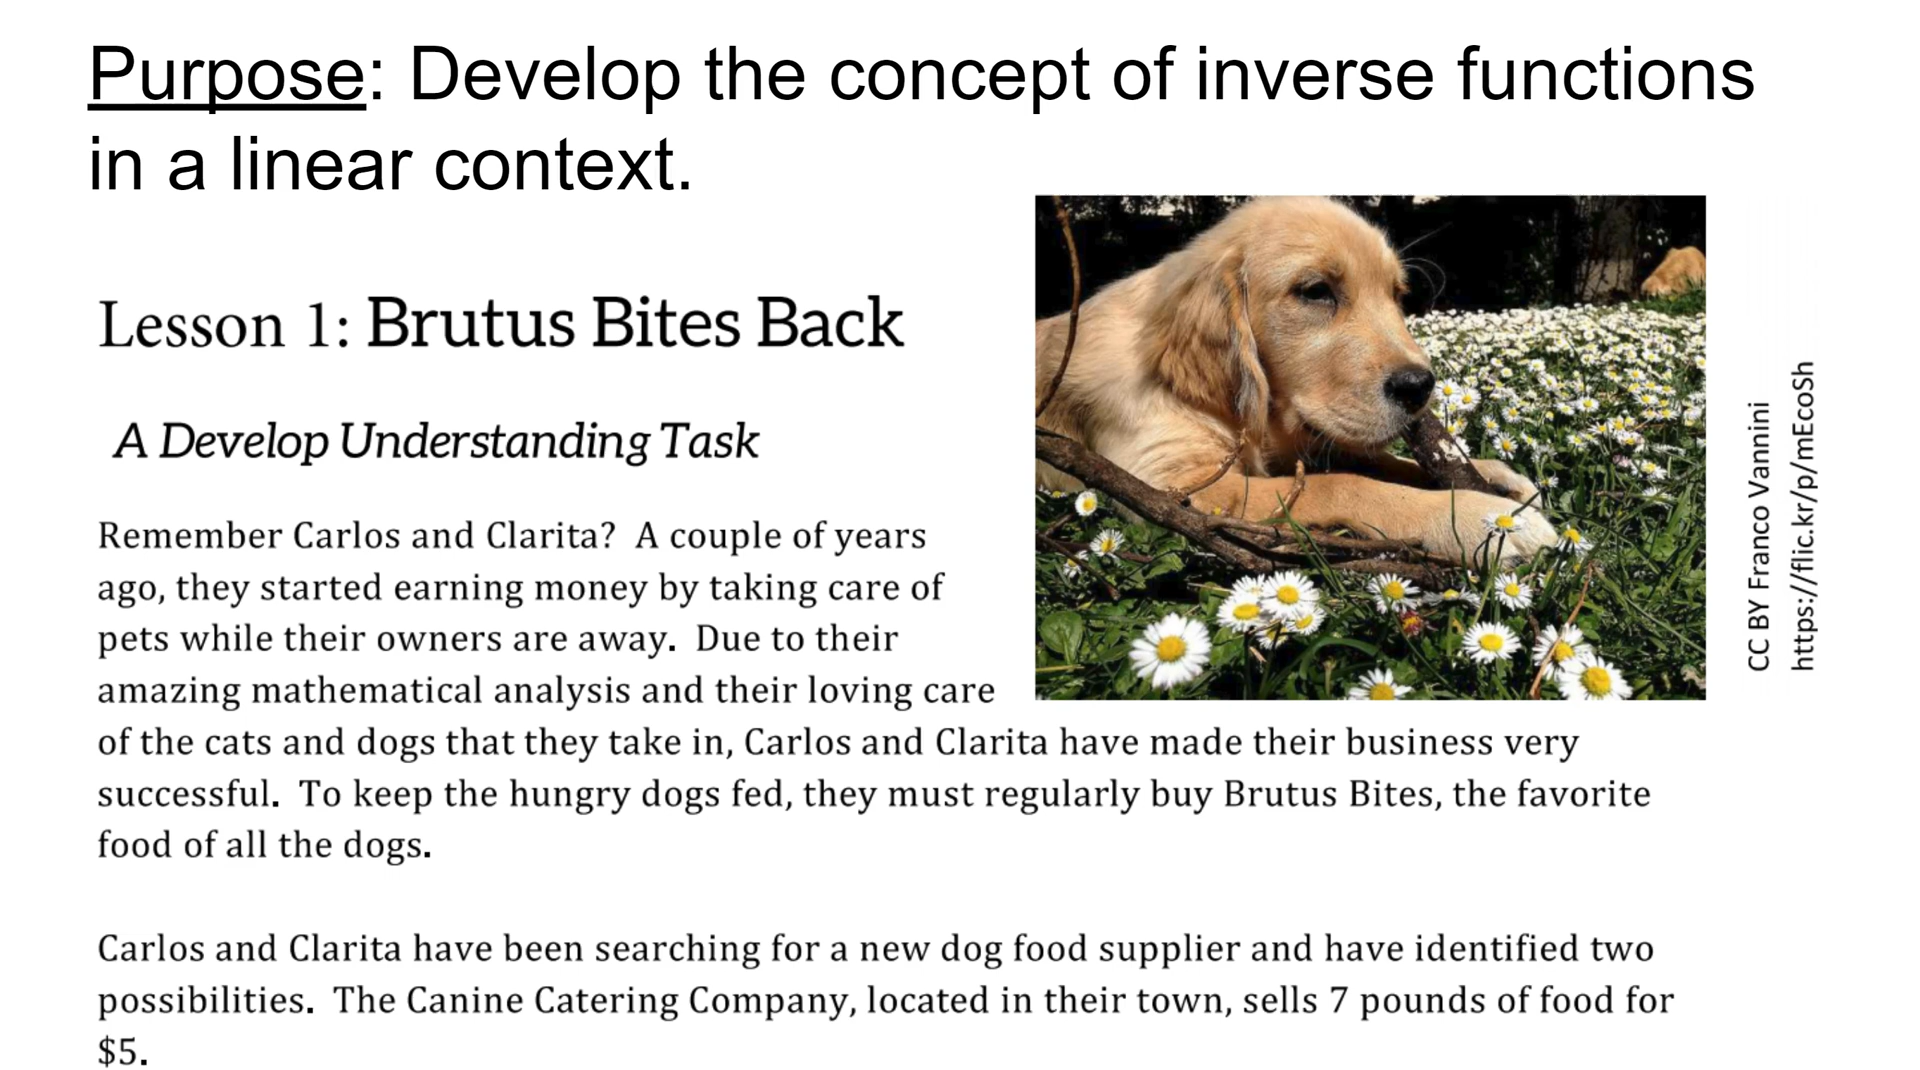 Purpose: Develop the concept of inverse functions
in a linear context.
Lesson 1: Brutus Bites Back
A Develop Understanding Task
Remember Carlos and Clarita?  A couple of years
ago, they started earning money by taking care of
pets while their owners are away.  Due to their
amazing mathematical analysis and their loving care
of the cats and dogs that they take in, Carlos and Clarita have made their business very
successful.  To keep the hungry dogs fed, they must regularly buy Brutus Bites, the favorite
food of all the dogs.
Carlos and Clarita have been searching for a new dog food supplier and have identified two
possibilities.  The Canine Catering Company, located in their town, sells 7 pounds of food for
$5.
CC BY Franco Vannini
https://flic.kr/p/mEcoSh